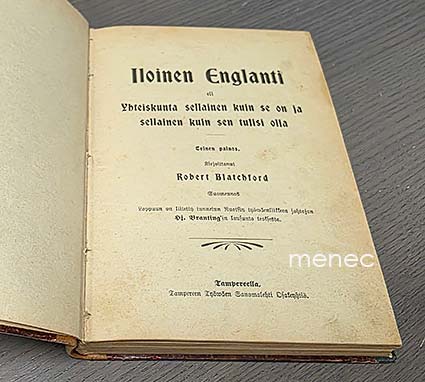 Iloinen Englanti
eli
Yhteiskunta sellainen kuin se on ja
sellainen kuin sen tulisi olla
Toinen painos.
Kirjoittanut
Robert Blatchford
Suomennos
Loppuun on liitetty tunnetun Ruotsin työväenliikkeen johtajan
Hj. Branting'in lausunto teoksesta.
menec
Tampereella,
Tampereen Työväen Sanomalehti Osakeyhtiö.